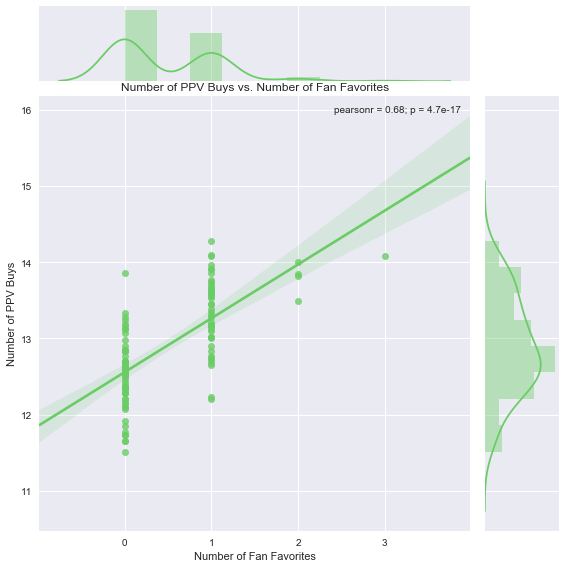 Number of PPV Buys vs. Number of Fan Favorites
pearsonr = 0.68; p = 4.7e-17
16
15
14
13
12
11
Number of PPV Buys
0 1 2 3
Number of Fan Favorites